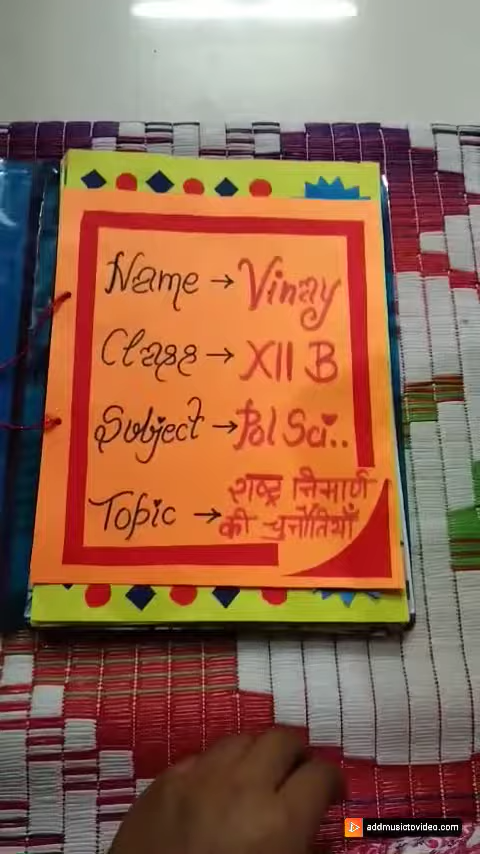 Name → Vinay
Class → XII B
Subject → Pol Sci..
Topic → राष्ट्र निमार्ण
की चुनौतियाँ
addmusictovideo.com